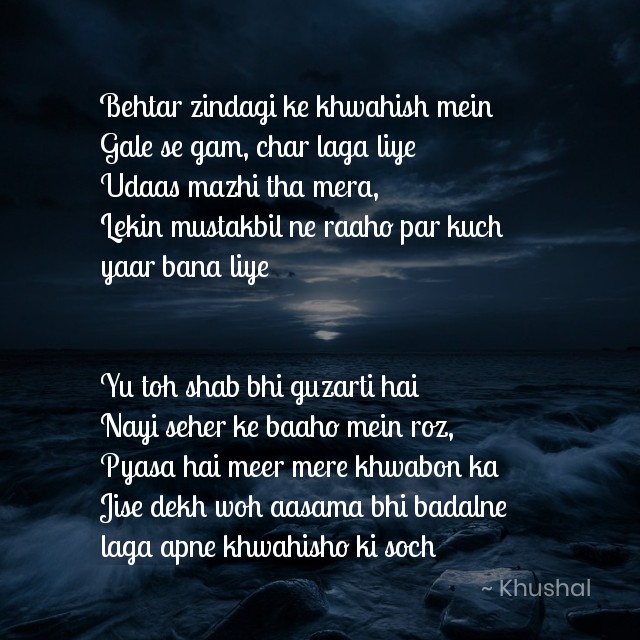 Behtar zindagi ke khwahish mein
Gale se gam, char laga liye
Udaas mazhi tha mera,
Lekin mustakbil ne raaho par kuch
yaar bana liye
Yu toh shab bhi guzarti hai
Nayi seher ke baaho mein roz,
Pyasa hai meer mere khwabon ka
Jise dekh woh aasama bhi badalne
laga apne khwahisho ki soch
~ Khushal